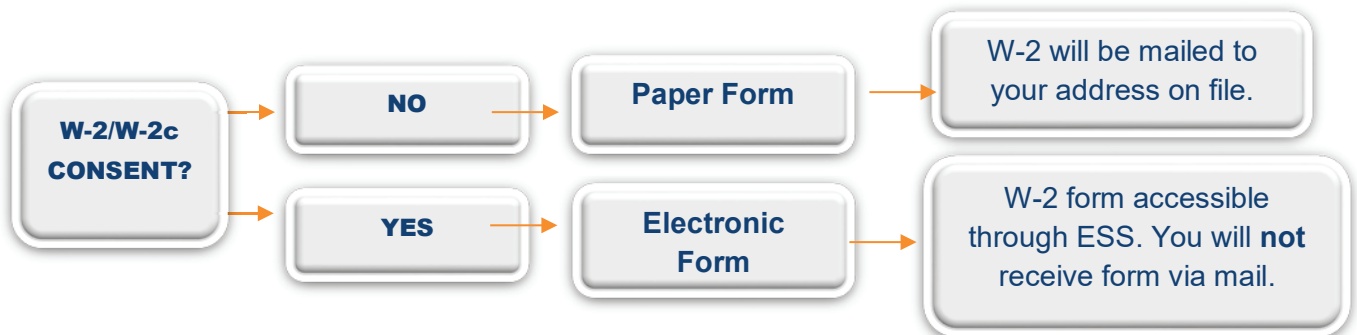 W-2/W-2c
CONSENT?
NO
Paper Form
W-2 will be mailed to
your address on file.
YES
Electronic
Form
W-2 form accessible
through ESS. You will not
receive form via mail.